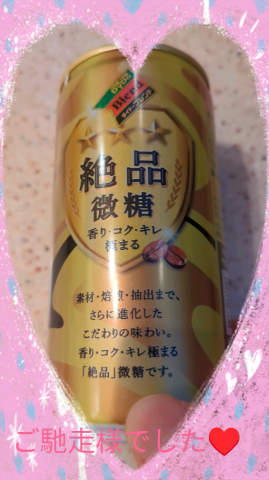 DyDo
Blend
絶品
微糖
香り・コク・キレ
極まる
素材・焙煎・抽出まで、
さらに進化した
こだわりの味わい。
香り・コク・キレ極まる
「絶品」微糖です。
ご馳走様でした♥